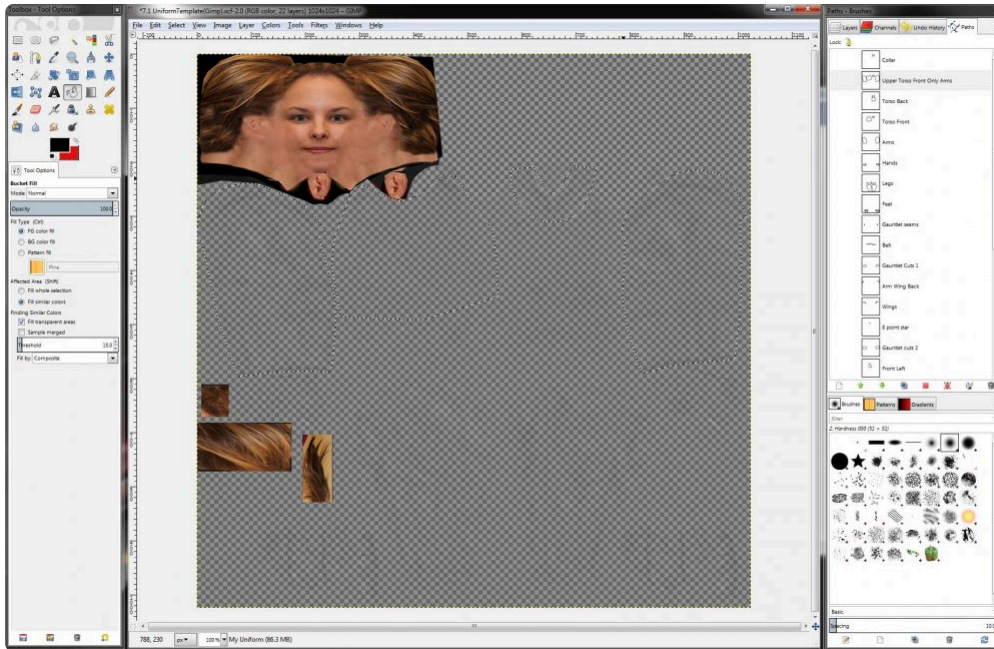 Toolbox - Tool Options
*7.1 UniformTemplate(Gimp).xcf-2.0 (RGB color, 22 layers) 1024x1024 – GIMP
Paths - Brushes
File Edit Select View Image Layer Colors Tools Filters Windows Help
Layers Channels Undo History Paths
Lock:
Collar
Upper Torso Front Only Arms
Torso Back
Torso Front
Arms
Hands
Legs
Feet
Gauntlet seams
Belt
Gauntlet Cuts 1
Arm Wing Back
Wings
Gauntlet cuts 2
Front Left
Tool Options
Bucket Fill
Mode: Normal
Opacity 100.0
Fill Type (Ctrl)
FG color fill
BG color fill
Pattern fill
Pine
Affected Area (Shift)
Fill whole selection
Fill similar colors
Finding Similar Colors
Fill transparent areas
Sample merged
Threshold 15.0
Fill by: Composite
Brushes Patterns Gradients
filter
2. Hardness 050 (51 × 51)
Basic
Spacing 10.0
788, 230 px 100 % My Uniform (86.3 MB)